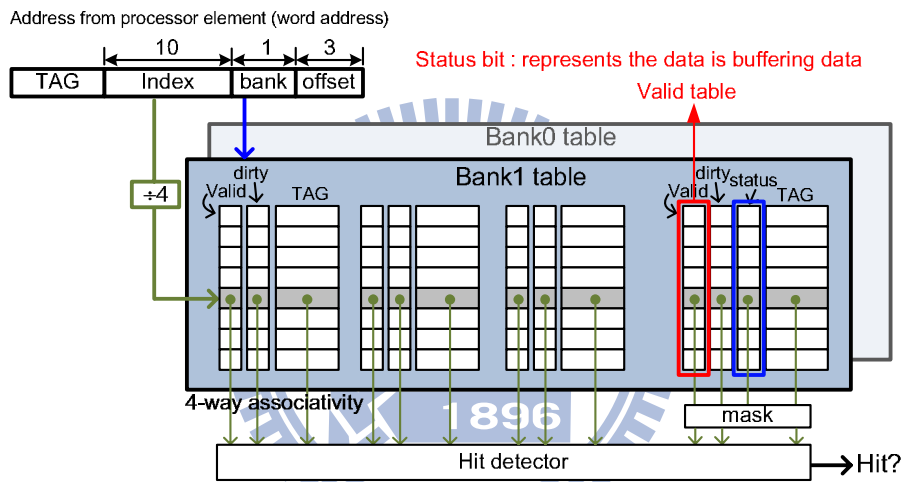 Address from processor element (word address)
10 1 3
TAG Index bank offset
Status bit : represents the data is buffering data
Valid table
Bank0 table
Bank1 table
÷4
Valid dirty TAG
Valid dirty status TAG
4-way associativity
1896
mask
Hit detector
Hit?